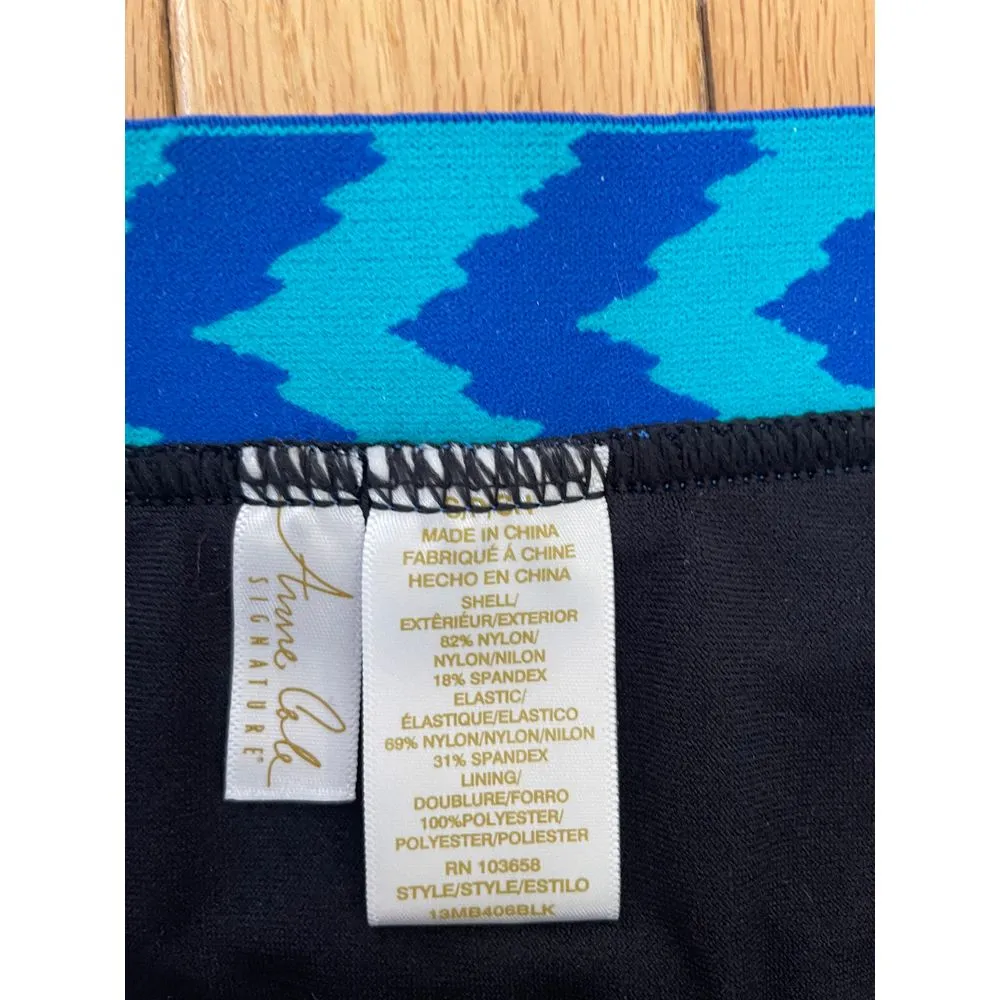 Anne Cole
SIGNATURE®
MADE IN CHINA
FABRIQUÉ Á CHINE
HECHO EN CHINA
SHELL/
EXTÊRIÉUR/EXTERIOR
82% NYLON/
NYLON/NILON
18% SPANDEX
ELASTIC/
ÉLASTIQUE/ELASTICO
69% NYLON/NYLON/NILON
31% SPANDEX
LINING/
DOUBLURE/FORRO
100%POLYESTER/
POLYESTER/POLIESTER
RN 103658
STYLE/STYLE/ESTILO
13MB406BLK